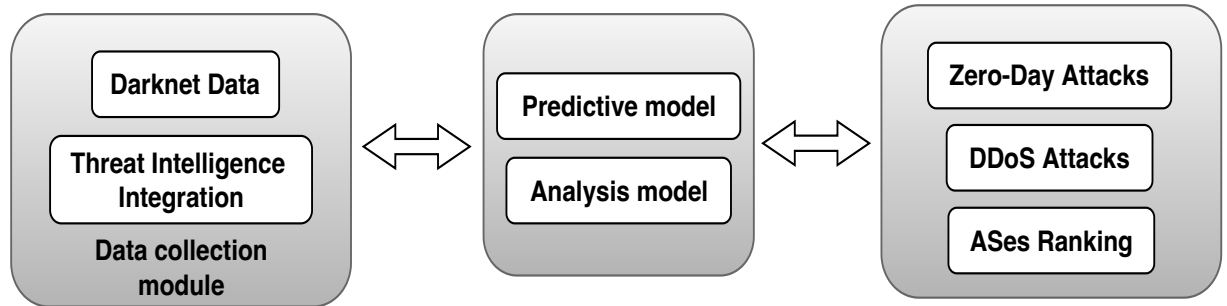 Darknet Data
Threat Intelligence
Integration
Data collection
module
Predictive model
Analysis model
Zero-Day Attacks
DDoS Attacks
ASes Ranking